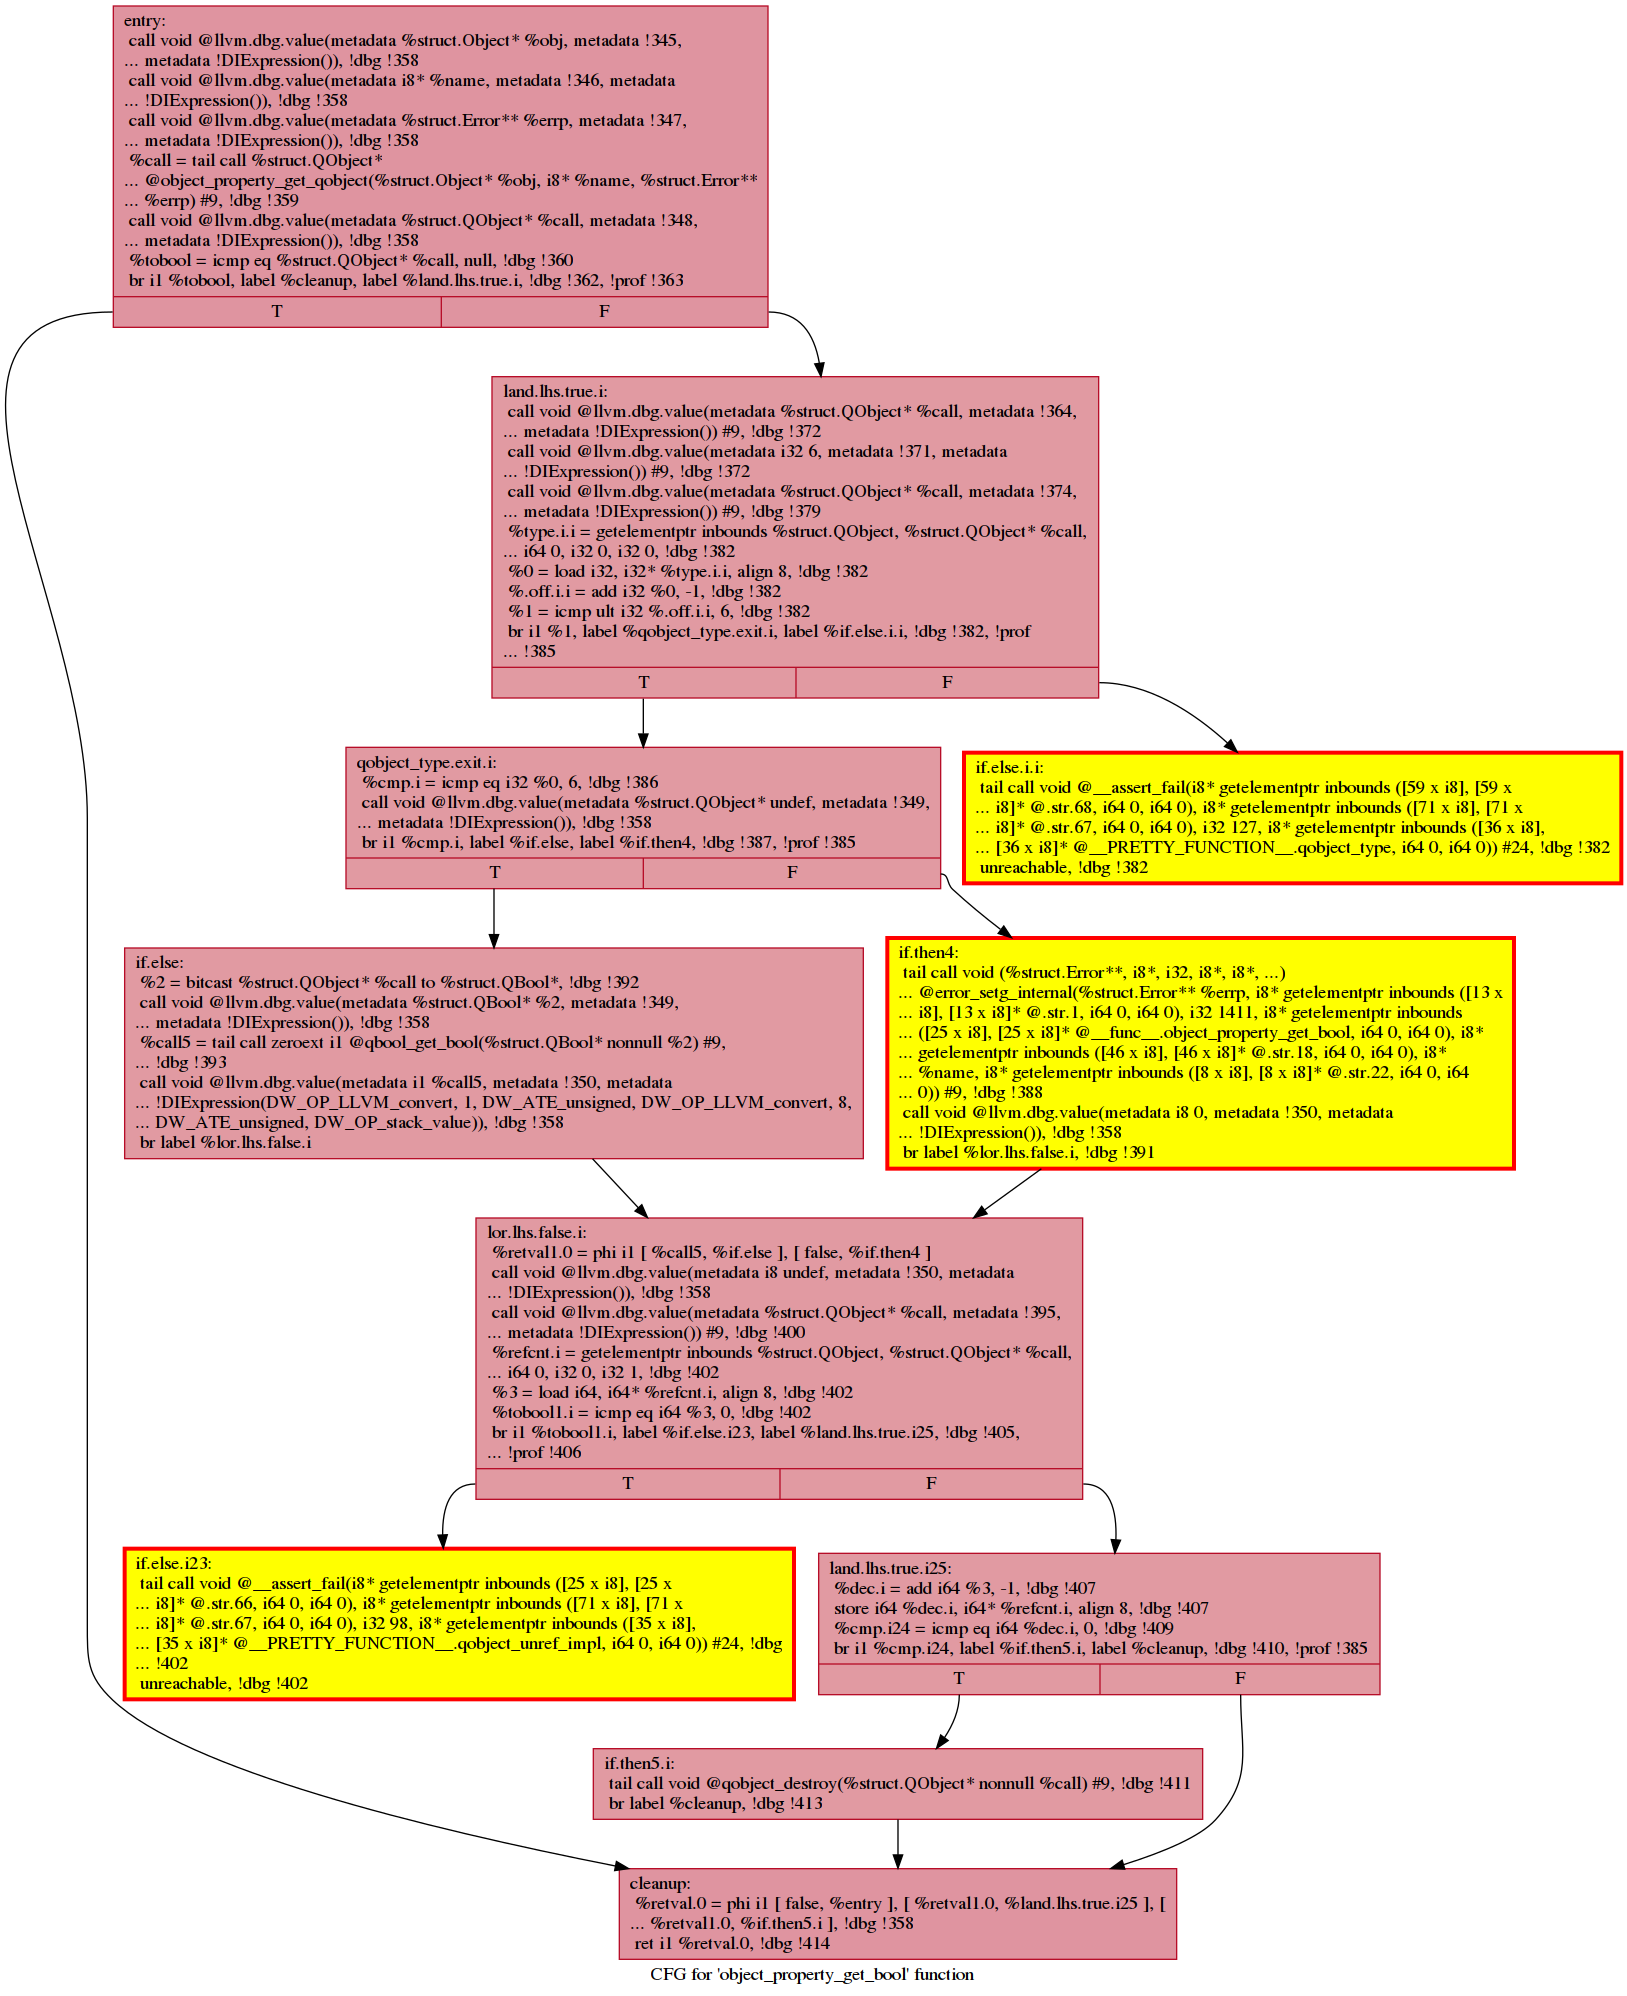 entry:
call void @llvm.dbg.value(metadata %struct.Object* %obj, metadata !345,
... metadata !DIExpression()), !dbg !358
call void @llvm.dbg.value(metadata i8* %name, metadata !346, metadata
... !DIExpression()), !dbg !358
call void @llvm.dbg.value(metadata %struct.Error** %errp, metadata !347,
... metadata !DIExpression()), !dbg !358
%call = tail call %struct.QObject*
... @object_property_get_qobject(%struct.Object* %obj, i8* %name, %struct.Error**
... %errp) #9, !dbg !359
call void @llvm.dbg.value(metadata %struct.QObject* %call, metadata !348,
... metadata !DIExpression()), !dbg !358
%tobool = icmp eq %struct.QObject* %call, null, !dbg !360
br i1 %tobool, label %cleanup, label %land.lhs.true.i, !dbg !362, !prof !363
T F
land.lhs.true.i:
call void @llvm.dbg.value(metadata %struct.QObject* %call, metadata !364,
... metadata !DIExpression()) #9, !dbg !372
call void @llvm.dbg.value(metadata i32 6, metadata !371, metadata
... !DIExpression()) #9, !dbg !372
call void @llvm.dbg.value(metadata %struct.QObject* %call, metadata !374,
... metadata !DIExpression()) #9, !dbg !379
%type.i.i = getelementptr inbounds %struct.QObject, %struct.QObject* %call,
... i64 0, i32 0, i32 0, !dbg !382
%0 = load i32, i32* %type.i.i, align 8, !dbg !382
%.off.i.i = add i32 %0, -1, !dbg !382
%1 = icmp ult i32 %.off.i.i, 6, !dbg !382
br i1 %1, label %qobject_type.exit.i, label %if.else.i.i, !dbg !382, !prof
... !385
T F
qobject_type.exit.i:
%cmp.i = icmp eq i32 %0, 6, !dbg !386
call void @llvm.dbg.value(metadata %struct.QObject* undef, metadata !349,
... metadata !DIExpression()), !dbg !358
br i1 %cmp.i, label %if.else, label %if.then4, !dbg !387, !prof !385
T F
if.else.i.i:
tail call void @__assert_fail(i8* getelementptr inbounds ([59 x i8], [59 x
... i8]* @.str.68, i64 0, i64 0), i8* getelementptr inbounds ([71 x i8], [71 x
... i8]* @.str.67, i64 0, i64 0), i32 127, i8* getelementptr inbounds ([36 x i8],
... [36 x i8]* @__PRETTY_FUNCTION__.qobject_type, i64 0, i64 0)) #24, !dbg !382
unreachable, !dbg !382
if.else:
%2 = bitcast %struct.QObject* %call to %struct.QBool*, !dbg !392
call void @llvm.dbg.value(metadata %struct.QBool* %2, metadata !349,
... metadata !DIExpression()), !dbg !358
%call5 = tail call zeroext i1 @qbool_get_bool(%struct.QBool* nonnull %2) #9,
... !dbg !393
call void @llvm.dbg.value(metadata i1 %call5, metadata !350, metadata
... !DIExpression(DW_OP_LLVM_convert, 1, DW_ATE_unsigned, DW_OP_LLVM_convert, 8,
... DW_ATE_unsigned, DW_OP_stack_value)), !dbg !358
br label %lor.lhs.false.i
if.then4:
tail call void (%struct.Error**, i8*, i32, i8*, i8*, ...)
... @error_setg_internal(%struct.Error** %errp, i8* getelementptr inbounds ([13 x
... i8], [13 x i8]* @.str.1, i64 0, i64 0), i32 1411, i8* getelementptr inbounds
... ([25 x i8], [25 x i8]* @__func__.object_property_get_bool, i64 0, i64 0), i8*
... getelementptr inbounds ([46 x i8], [46 x i8]* @.str.18, i64 0, i64 0), i8*
... %name, i8* getelementptr inbounds ([8 x i8], [8 x i8]* @.str.22, i64 0, i64
... 0)) #9, !dbg !388
call void @llvm.dbg.value(metadata i8 0, metadata !350, metadata
... !DIExpression()), !dbg !358
br label %lor.lhs.false.i, !dbg !391
lor.lhs.false.i:
%retval1.0 = phi i1 [ %call5, %if.else ], [ false, %if.then4 ]
call void @llvm.dbg.value(metadata i8 undef, metadata !350, metadata
... !DIExpression()), !dbg !358
call void @llvm.dbg.value(metadata %struct.QObject* %call, metadata !395,
... metadata !DIExpression()) #9, !dbg !400
%refcnt.i = getelementptr inbounds %struct.QObject, %struct.QObject* %call,
... i64 0, i32 0, i32 1, !dbg !402
%3 = load i64, i64* %refcnt.i, align 8, !dbg !402
%tobool1.i = icmp eq i64 %3, 0, !dbg !402
br i1 %tobool1.i, label %if.else.i23, label %land.lhs.true.i25, !dbg !405,
... !prof !406
T F
if.else.i23:
tail call void @__assert_fail(i8* getelementptr inbounds ([25 x i8], [25 x
... i8]* @.str.66, i64 0, i64 0), i8* getelementptr inbounds ([71 x i8], [71 x
... i8]* @.str.67, i64 0, i64 0), i32 98, i8* getelementptr inbounds ([35 x i8],
... [35 x i8]* @__PRETTY_FUNCTION__.qobject_unref_impl, i64 0, i64 0)) #24, !dbg
... !402
unreachable, !dbg !402
land.lhs.true.i25:
%dec.i = add i64 %3, -1, !dbg !407
store i64 %dec.i, i64* %refcnt.i, align 8, !dbg !407
%cmp.i24 = icmp eq i64 %dec.i, 0, !dbg !409
br i1 %cmp.i24, label %if.then5.i, label %cleanup, !dbg !410, !prof !385
T F
if.then5.i:
tail call void @qobject_destroy(%struct.QObject* nonnull %call) #9, !dbg !411
br label %cleanup, !dbg !413
cleanup:
%retval.0 = phi i1 [ false, %entry ], [ %retval1.0, %land.lhs.true.i25 ], [
... %retval1.0, %if.then5.i ], !dbg !358
ret i1 %retval.0, !dbg !414
CFG for 'object_property_get_bool' function